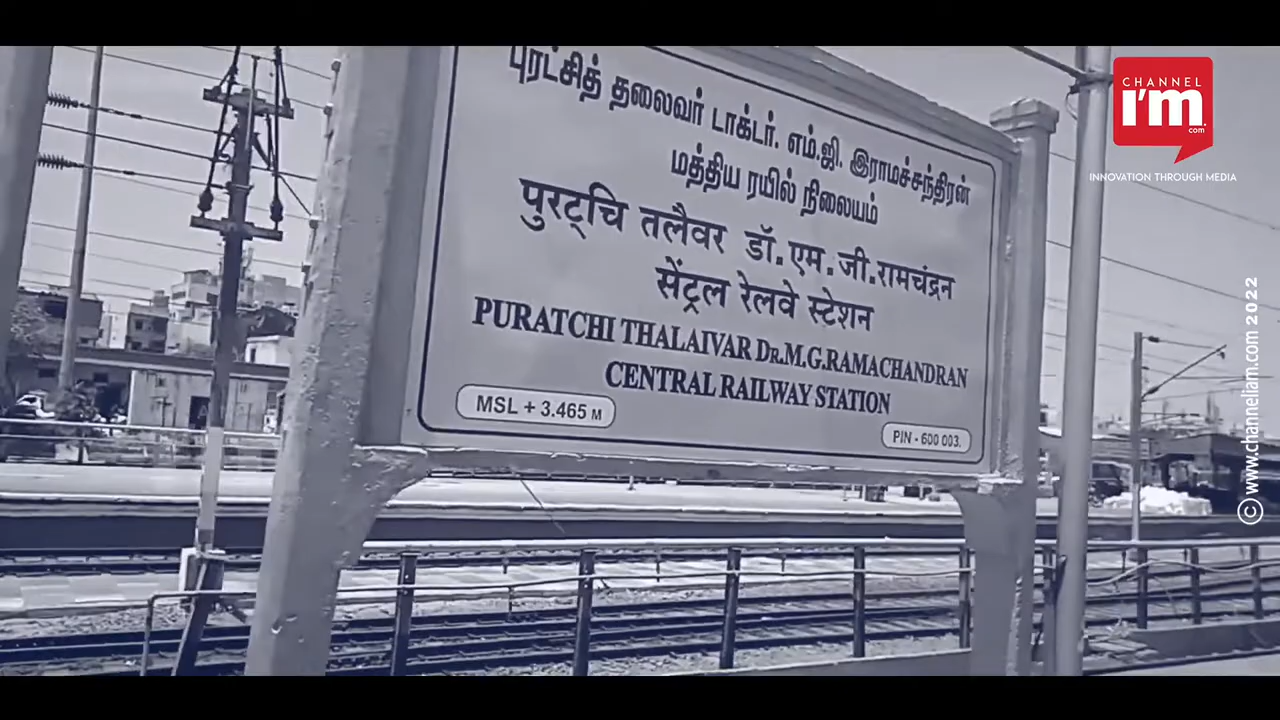 புரட்சித் தலைவர் டாக்டர். எம்.ஜி. இராமச்சந்திரன்
மத்திய ரயில் நிலையம்
पुरट्चि तलैवर डॉ.एम.जी.रामचंद्रन
सेंट्रल रेलवे स्टेशन
PURATCHI THALAIVAR DR.M.G.RAMACHANDRAN
CENTRAL RAILWAY STATION
MSL + 3.465 M
PIN - 600 003.
CHANNEL
I'm.
com
INNOVATION THROUGH MEDIA
© www.channeliam.com 2022